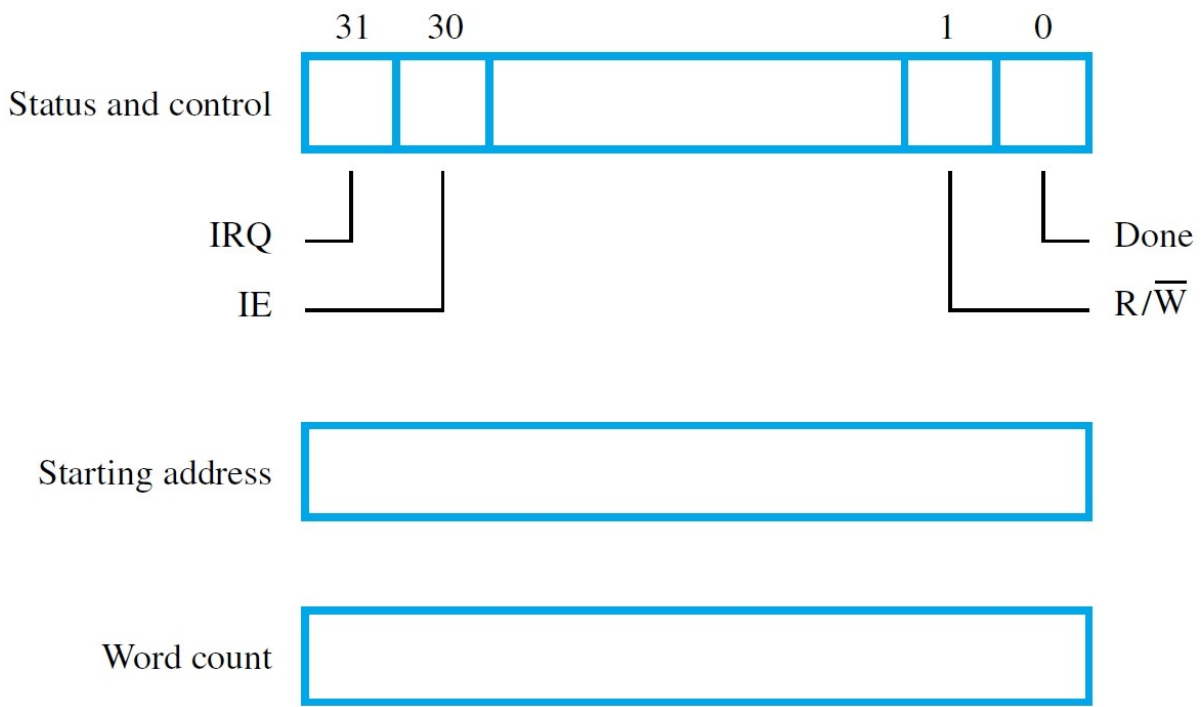 31 30 1 0
Status and control
IRQ Done
IE R/W̅
Starting address
Word count